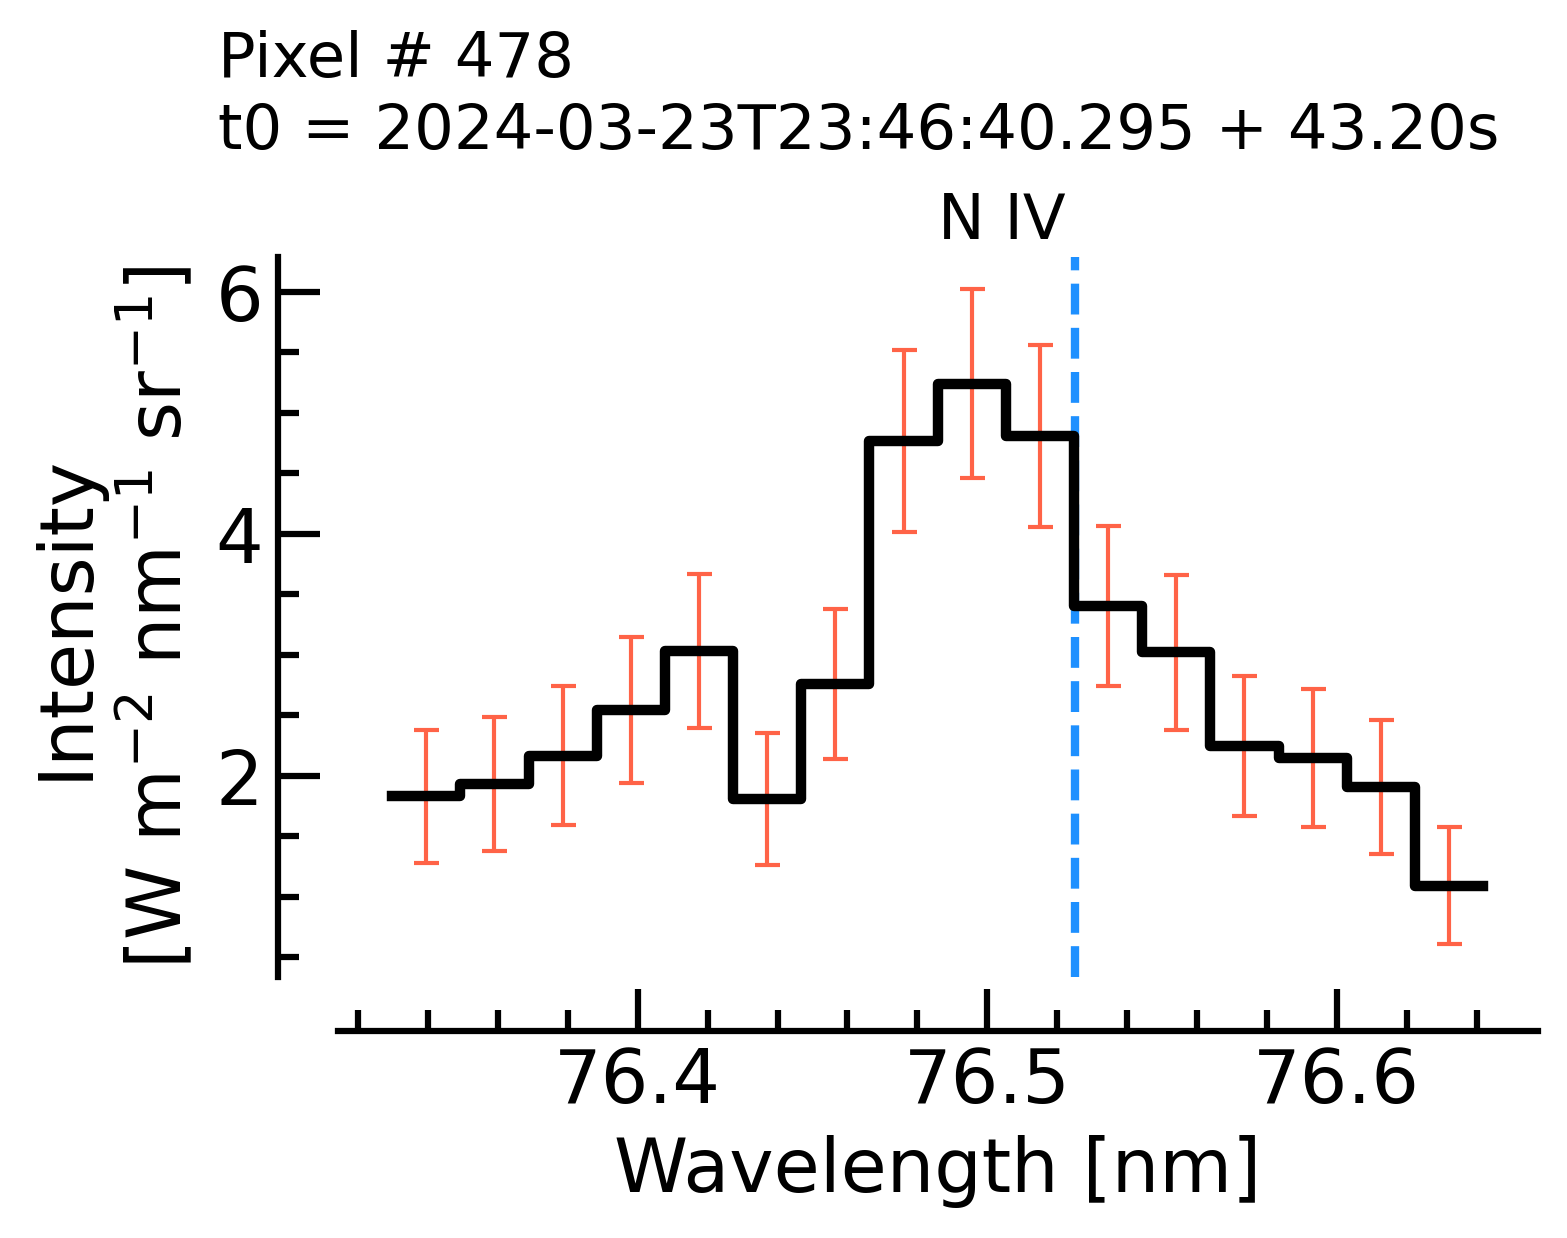 Pixel # 478
t0 = 2024-03-23T23:46:40.295 + 43.20s
N IV
Intensity
[W m⁻² nm⁻¹ sr⁻¹]
6
4
2
76.4 76.5 76.6
Wavelength [nm]